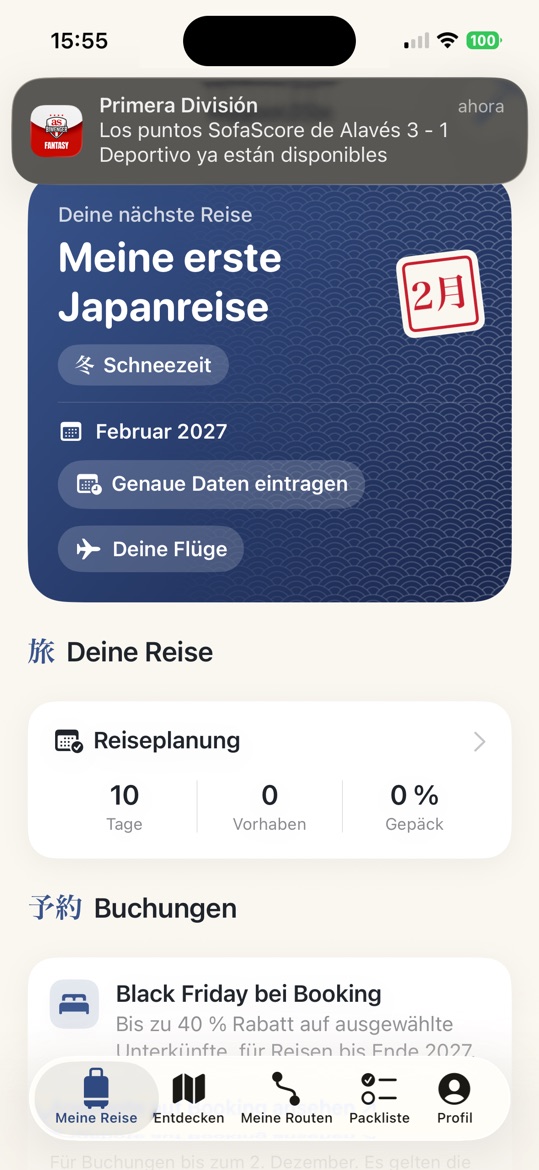 15:55
100
Primera División
ahora
Los puntos SofaScore de Alavés 3 - 1
Deportivo ya están disponibles
as
FANTASY
Deine nächste Reise
Meine erste
Japanreise
2月
冬 Schneezeit
Februar 2027
Genaue Daten eintragen
Deine Flüge
旅 Deine Reise
Reiseplanung
10
0
0 %
Tage
Vorhaben
Gepäck
予約 Buchungen
Black Friday bei Booking
Bis zu 40 % Rabatt auf ausgewählte
Unterkünfte, für Reisen bis Ende 2027.
Meine Reise
Entdecken
Meine Routen
Packliste
Profil
Für Buchungen bis zum 2. Dezember. Es gelten die